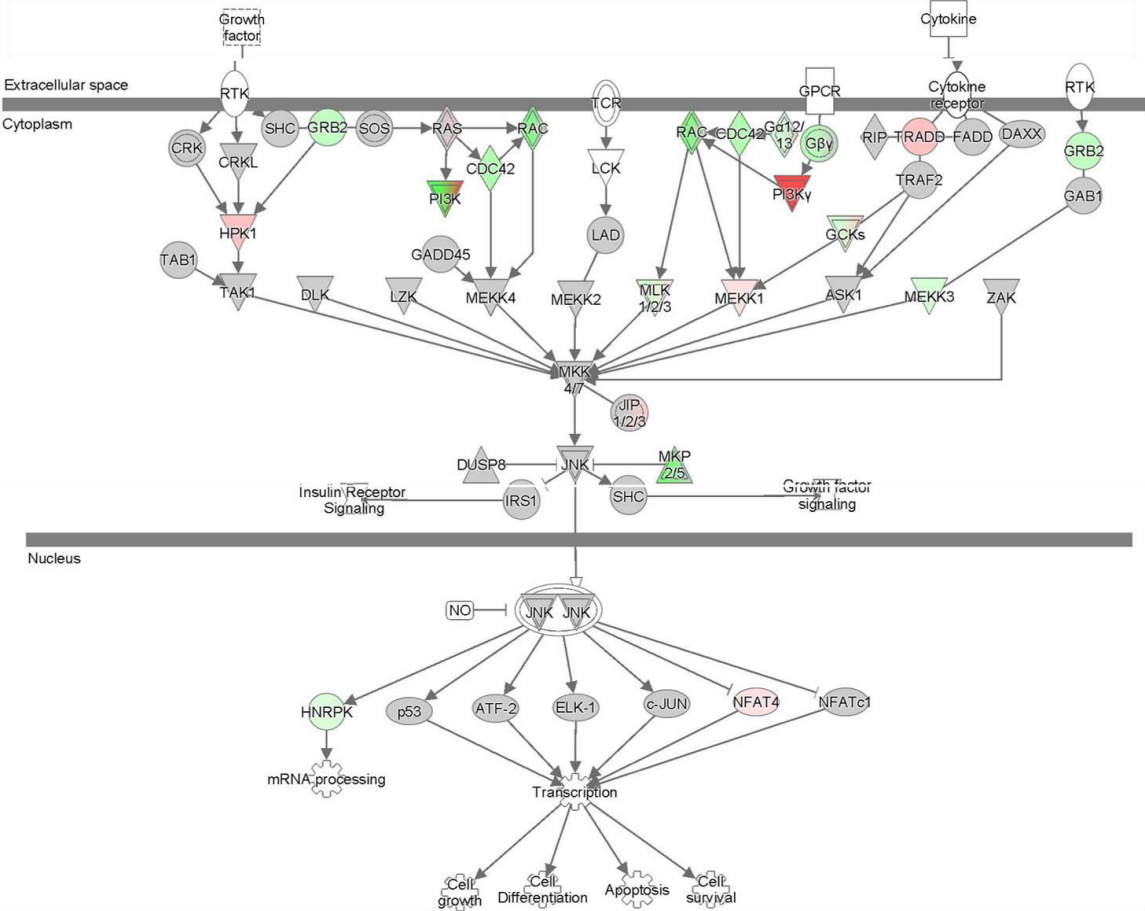 Growth
factor
Cytokine
Extracellular space
RTK
TCR
GPCR
Cytokine
receptor
RTK
Cytoplasm
CRK
CRKL
SHC
GRB2
SOS
RAS
RAC
CDC42
PI3K
LCK
RAC
CDC42
Gα12/
13
Gβγ
PI3Kγ
RIP
TRADD
FADD
DAXX
TRAF2
GRB2
GAB1
HPK1
GADD45
LAD
GCKs
TAB1
TAK1
DLK
LZK
MEKK4
MEKK2
MLK
1/2/3
MEKK1
ASK1
MEKK3
ZAK
MKK
4/7
JIP
1/2/3
DUSP8
JNK
MKP
2/5
Insulin Receptor
Signaling
IRS1
SHC
Growth factor
signaling
Nucleus
NO
JNK
JNK
HNRPK
p53
ATF-2
ELK-1
c-JUN
NFAT4
NFATc1
mRNA processing
Transcription
Cell
growth
Cell
Differentiation
Apoptosis
Cell
survival